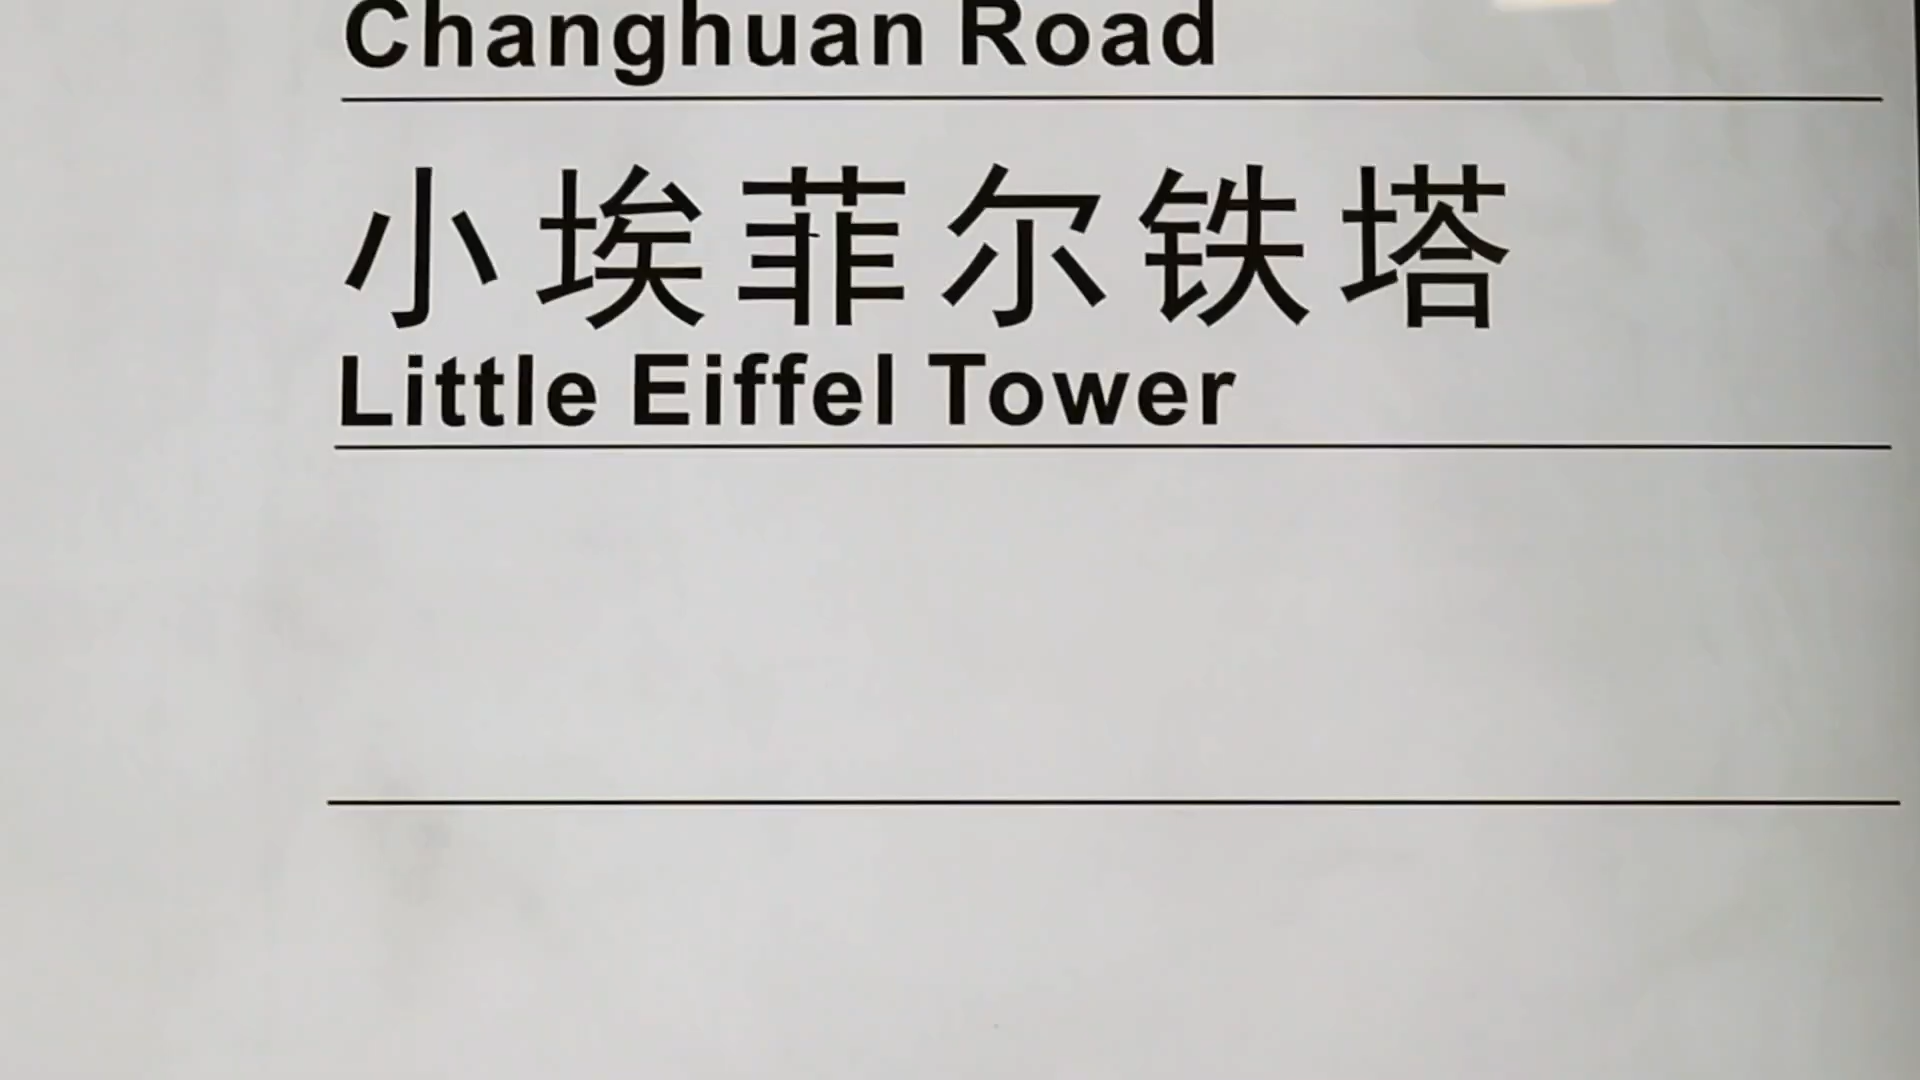 Changhuan Road
小埃菲尔铁塔
Little Eiffel Tower